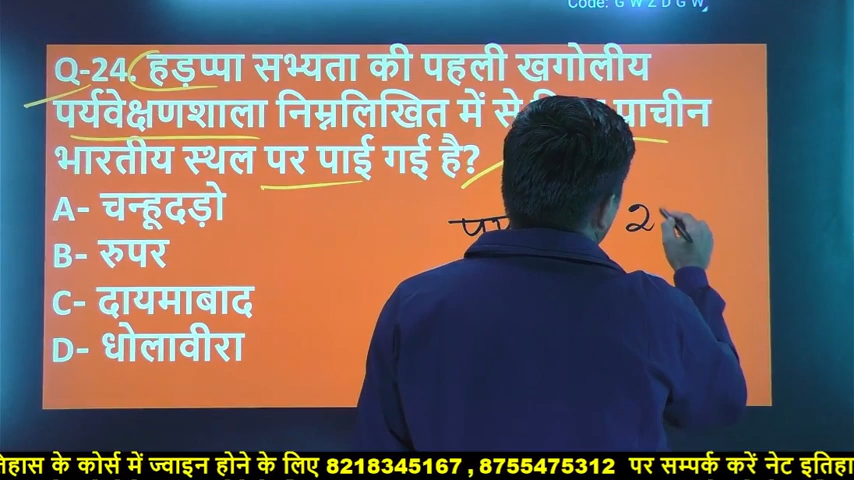 Code: G W Z D G W
Q-24. हड़प्पा सभ्यता की पहली खगोलीय
पर्यवेक्षणशाला निम्नलिखित में से प्राचीन
भारतीय स्थल पर पाई गई है?
2
A- चन्हूदड़ो
B- रुपर
C- दायमाबाद
D- धोलावीरा
के कोर्स में ज्वाइन होने के लिए 8218345167 , 8755475312 पर सम्पर्क करें नेट